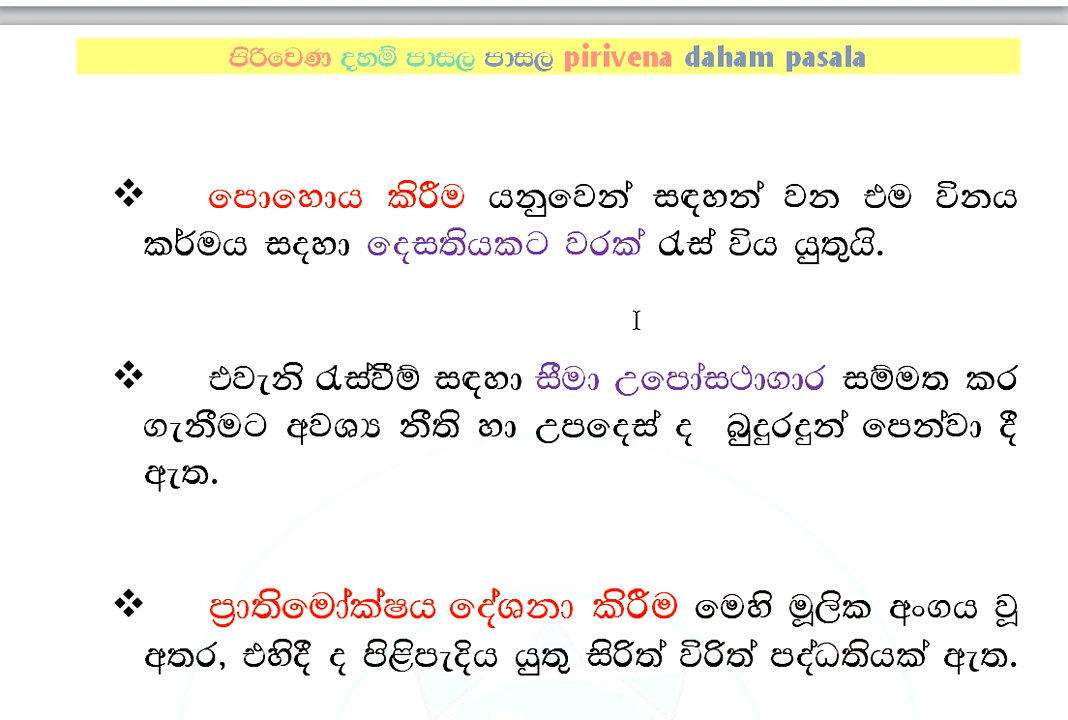 පිරිවෙණ දහම් පාසල පාසල pirivena daham pasala
❖ පොහොය කිරීම යනුවෙන් සඳහන් වන එම විනය
කර්මය සදහා දෙසතියකට වරක් රැස් විය යුතුයි.
❖ එවැනි රැස්වීම් සඳහා සීමා උපෝසථාගාර සම්මත කර
ගැනීමට අවශ්‍ය නීති හා උපදෙස් ද බුදුරදුන් පෙන්වා දී
ඇත.
❖ ප්‍රාතිමෝක්ෂය දේශනා කිරීම මෙහි මූලික අංගය වූ
අතර, එහිදී ද පිළිපැදිය යුතු සිරිත් විරිත් පද්ධතියක් ඇත.